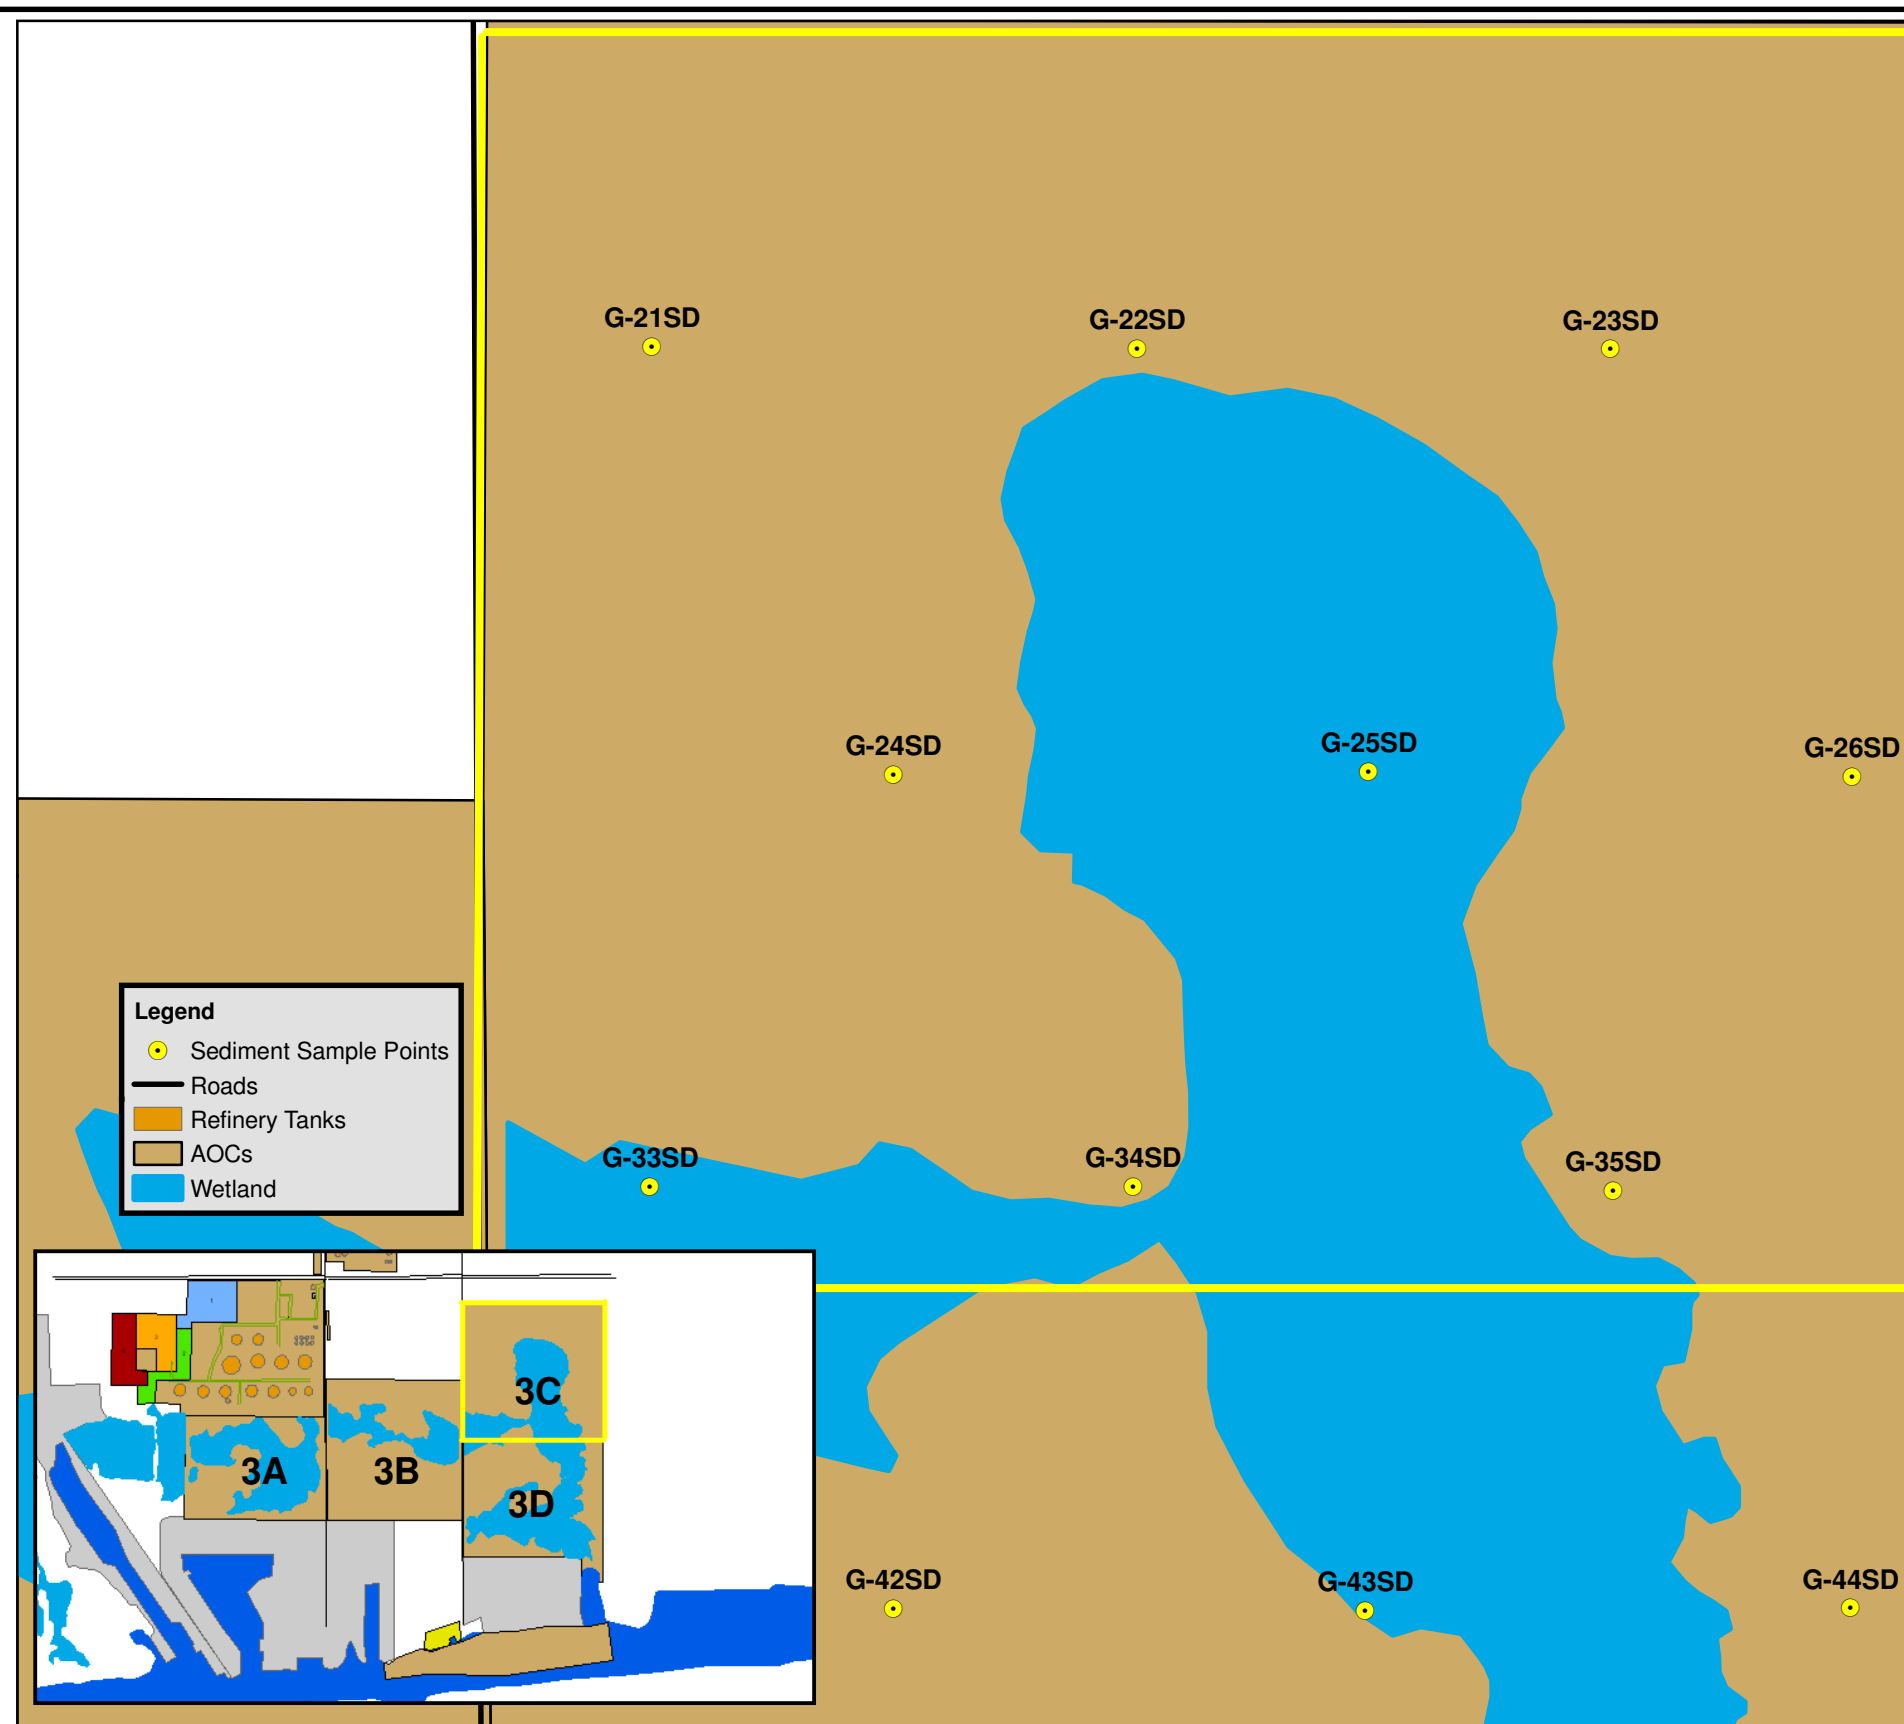 G-21SD
G-22SD
G-23SD
G-24SD
G-25SD
G-26SD
Legend
Sediment Sample Points
Roads
Refinery Tanks
AOCs
Wetland
G-33SD
G-34SD
G-35SD
3C
3A
3B
3D
G-42SD
G-43SD
G-44SD